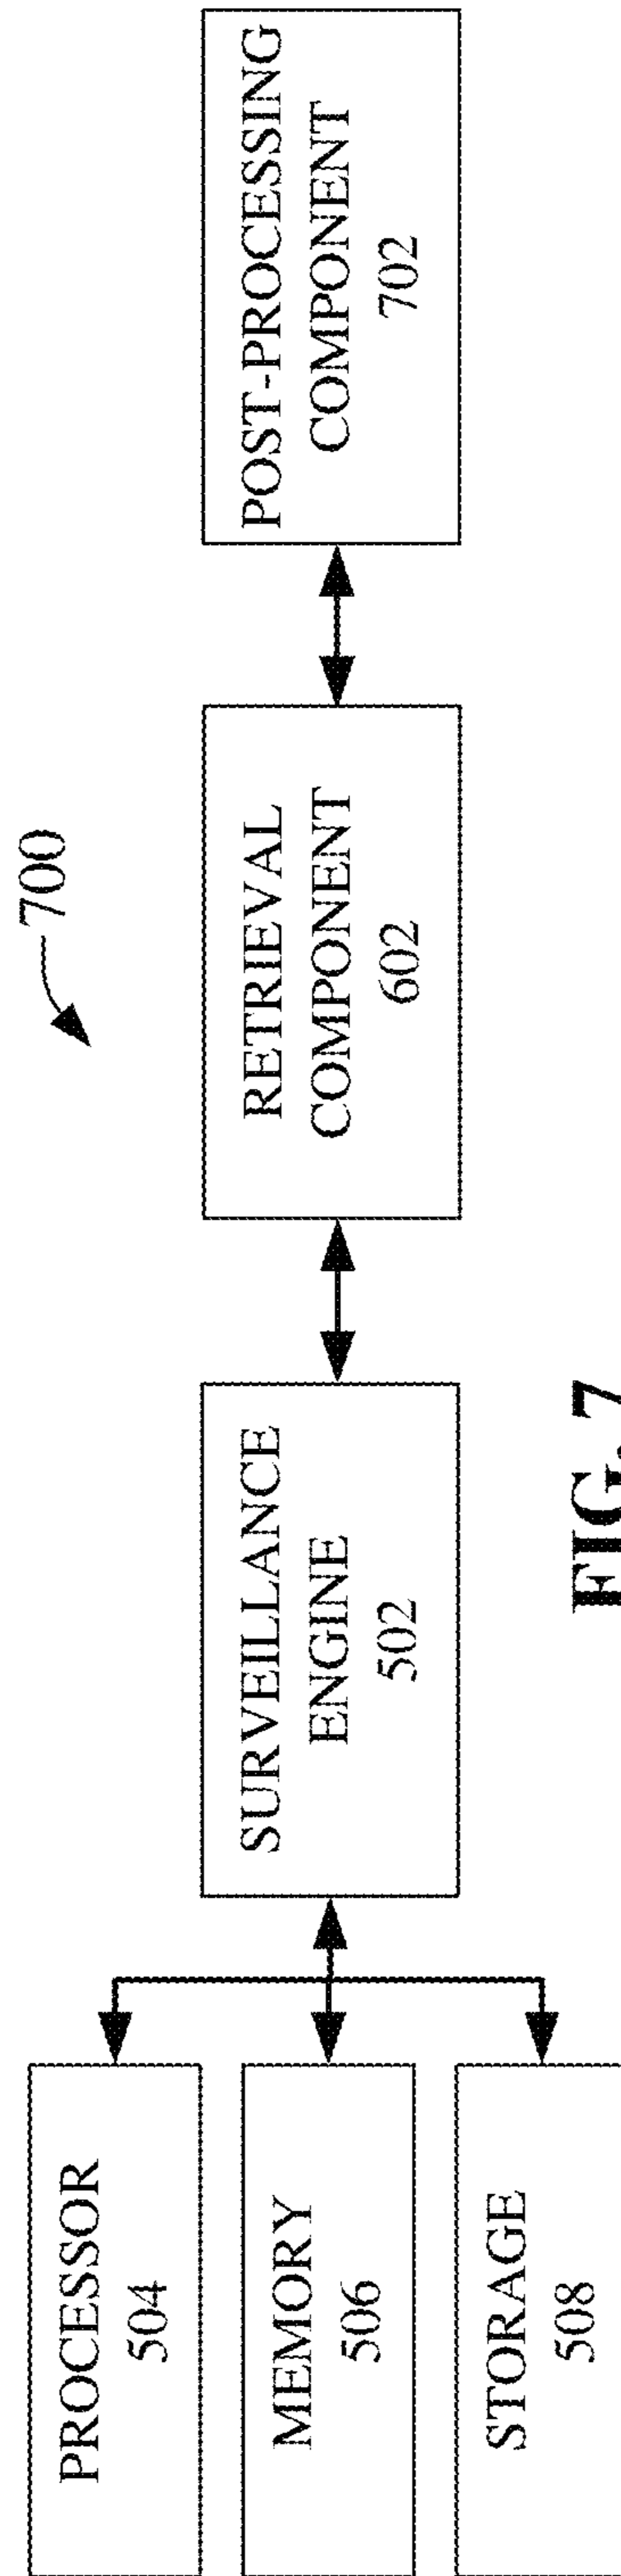 700
PROCESSOR
504
MEMORY
506
STORAGE
508
SURVEILLANCE
ENGINE
502
RETRIEVAL
COMPONENT
602
POST-PROCESSING
COMPONENT
702
FIG. 7